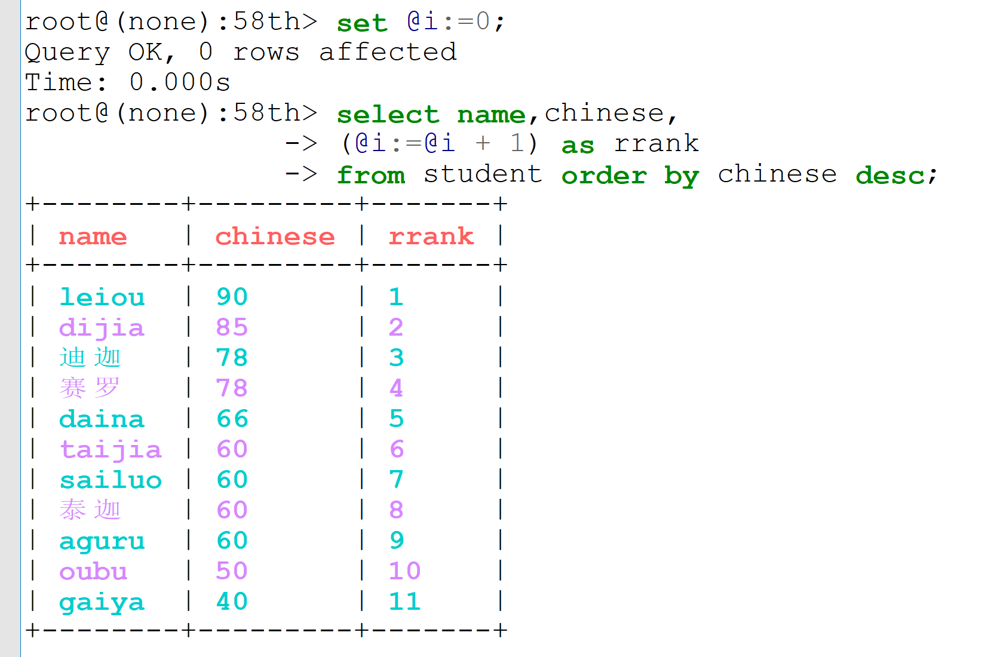 root@(none):58th> set @i:=0;
Query OK, 0 rows affected
Time: 0.000s
root@(none):58th> select name,chinese,
               -> (@i:=@i + 1) as rrank
               -> from student order by chinese desc;
+--------+---------+-------+
| name   | chinese | rrank |
+--------+---------+-------+
| leiou  | 90      | 1     |
| dijia  | 85      | 2     |
| 迪迦   | 78      | 3     |
| 赛罗   | 78      | 4     |
| daina  | 66      | 5     |
| taijia | 60      | 6     |
| sailuo | 60      | 7     |
| 泰迦   | 60      | 8     |
| aguru  | 60      | 9     |
| oubu   | 50      | 10    |
| gaiya  | 40      | 11    |
+--------+---------+-------+